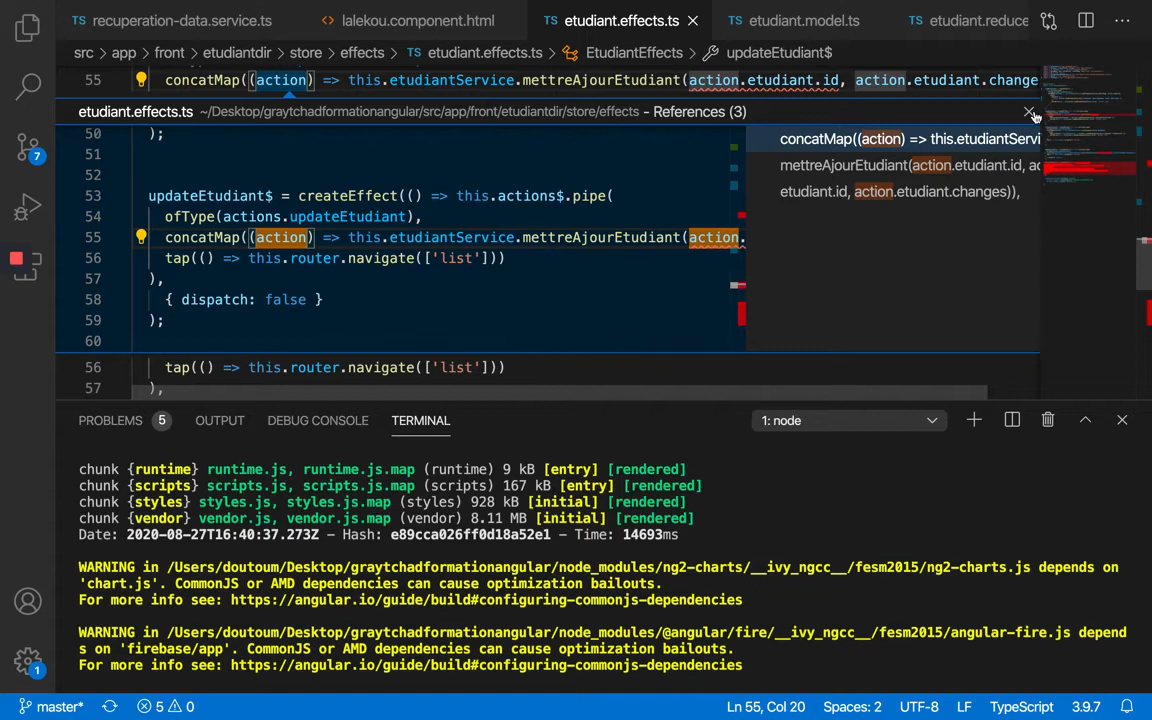 TS recuperation-data.service.ts
<> lalekou.component.html
TS etudiant.effects.ts
TS etudiant.model.ts
TS etudiant.reduce
src > app > front > etudiantdir > store > effects > TS etudiant.effects.ts > EtudiantEffects > updateEtudiant$
55 concatMap((action) => this.etudiantService.mettreAjourEtudiant(action.etudiant.id, action.etudiant.change
etudiant.effects.ts ~/Desktop/graytchadformationangular/src/app/front/etudiantdir/store/effects - References (3)
50 );
51
52
53 updateEtudiant$ = createEffect(() => this.actions$.pipe(
54 ofType(actions.updateEtudiant),
55 concatMap((action) => this.etudiantService.mettreAjourEtudiant(action.
56 tap(() => this.router.navigate(['list']))
57 ),
58 { dispatch: false }
59 );
60
concatMap((action) => this.etudiantServi
mettreAjourEtudiant(action.etudiant.id, ac
etudiant.id, action.etudiant.changes)),
56 tap(() => this.router.navigate(['list']))
57 ),
7
PROBLEMS 5 OUTPUT DEBUG CONSOLE TERMINAL 1: node
chunk {runtime} runtime.js, runtime.js.map (runtime) 9 kB [entry] [rendered]
chunk {scripts} scripts.js, scripts.js.map (scripts) 167 kB [entry] [rendered]
chunk {styles} styles.js, styles.js.map (styles) 928 kB [initial] [rendered]
chunk {vendor} vendor.js, vendor.js.map (vendor) 8.11 MB [initial] [rendered]
Date: 2020-08-27T16:40:37.273Z - Hash: e89cca026ff0d18a52e1 - Time: 14693ms
WARNING in /Users/doutoum/Desktop/graytchadformationangular/node_modules/ng2-charts/__ivy_ngcc__/fesm2015/ng2-charts.js depends on
'chart.js'. CommonJS or AMD dependencies can cause optimization bailouts.
For more info see: https://angular.io/guide/build#configuring-commonjs-dependencies
WARNING in /Users/doutoum/Desktop/graytchadformationangular/node_modules/@angular/fire/__ivy_ngcc__/fesm2015/angular-fire.js depend
s on 'firebase/app'. CommonJS or AMD dependencies can cause optimization bailouts.
For more info see: https://angular.io/guide/build#configuring-commonjs-dependencies
1
master* 5 0 Ln 55, Col 20 Spaces: 2 UTF-8 LF TypeScript 3.9.7